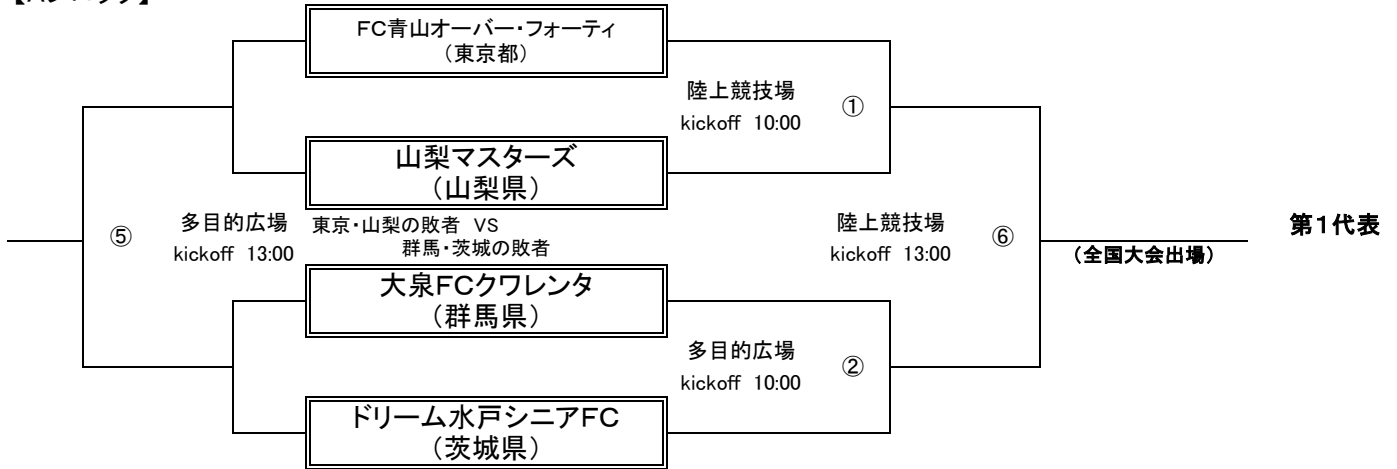 FC青山オーバー・フォーティ
(東京都)
陸上競技場
①
kickoff 10:00
山梨マスターズ
(山梨県)
⑤
多目的広場
kickoff 13:00
東京・山梨の敗者 VS
群馬・茨城の敗者
陸上競技場
kickoff 13:00
⑥
(全国大会出場)
第1代表
大泉FCクワレンタ
(群馬県)
多目的広場
②
kickoff 10:00
ドリーム水戸シニアFC
(茨城県)